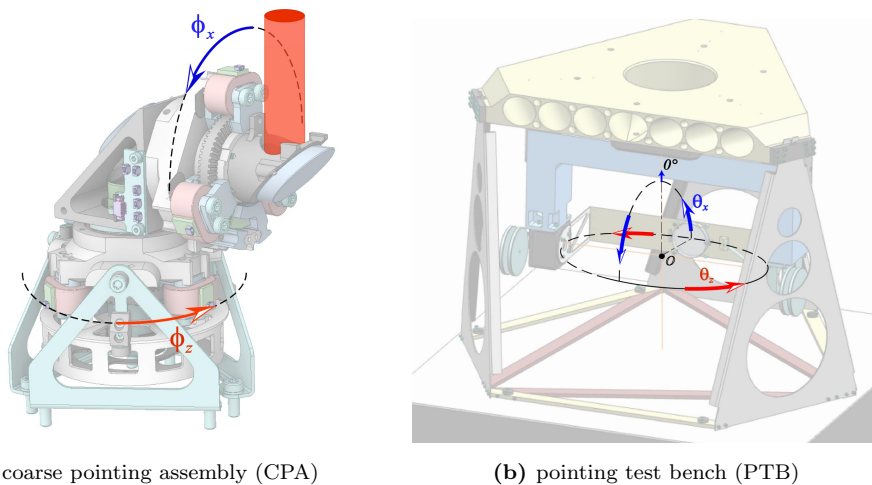 ϕx
ϕz
0°
θx
O
θz
coarse pointing assembly (CPA)
(b) pointing test bench (PTB)